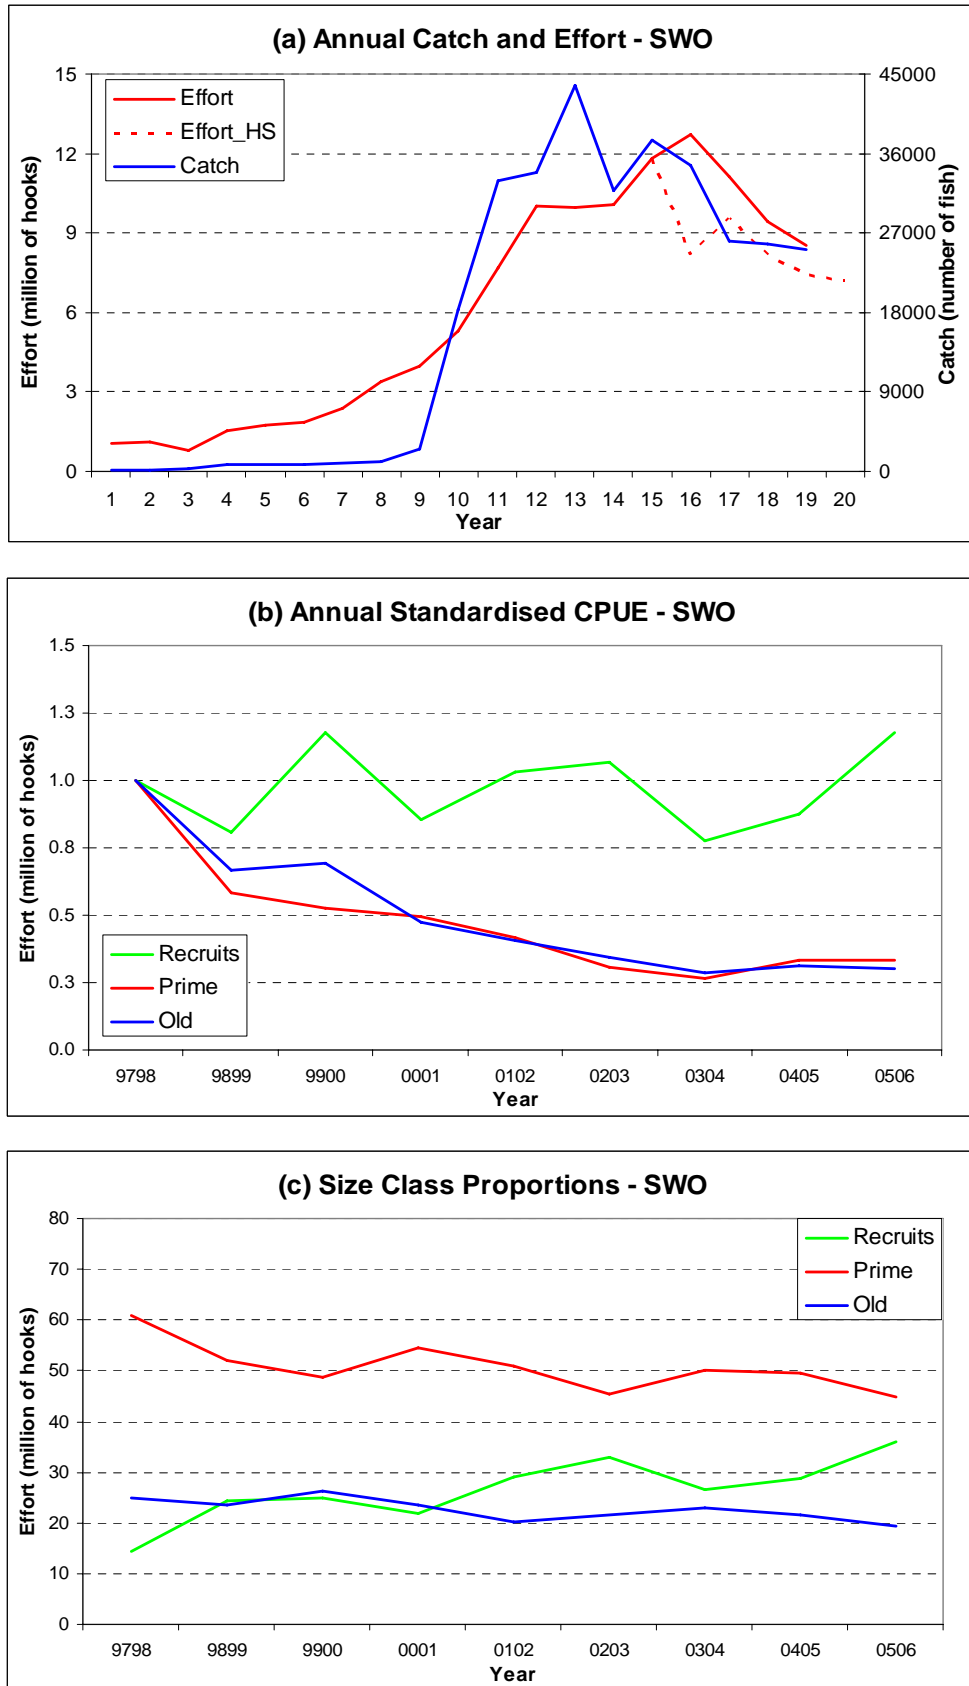 (a) Annual Catch and Effort - SWO
15 45000
Effort
Effort_HS
Catch
12 36000
9 27000
6 18000
3 9000
0 0
Effort (million of hooks)
Catch (number of fish)
1 2 3 4 5 6 7 8 9 10 11 12 13 14 15 16 17 18 19 20
Year
(b) Annual Standardised CPUE - SWO
1.5
1.3
1.0
0.8
0.5
0.3
0.0
Effort (million of hooks)
Recruits
Prime
Old
9798 9899 9900 0001 0102 0203 0304 0405 0506
Year
(c) Size Class Proportions - SWO
80
70
60
50
40
30
20
10
0
Effort (million of hooks)
Recruits
Prime
Old
9798 9899 9900 0001 0102 0203 0304 0405 0506
Year